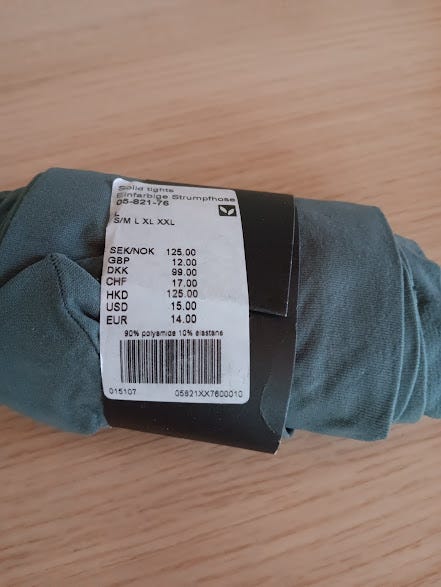 Solid tights
Einfarbige Strumpfhose
05-821-76
L
S/M L XL XXL
SEK/NOK 125.00
GBP 12.00
DKK 99.00
CHF 17.00
HKD 125.00
USD 15.00
EUR 14.00
90% polyamide 10% elastane
015107 05821XX7600010